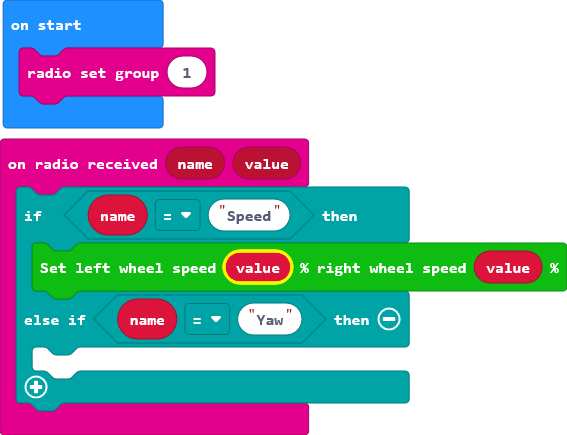 on start
radio set group 1
on radio received name value
if name = "Speed" then
Set left wheel speed value % right wheel speed value %
else if name = "Yaw" then